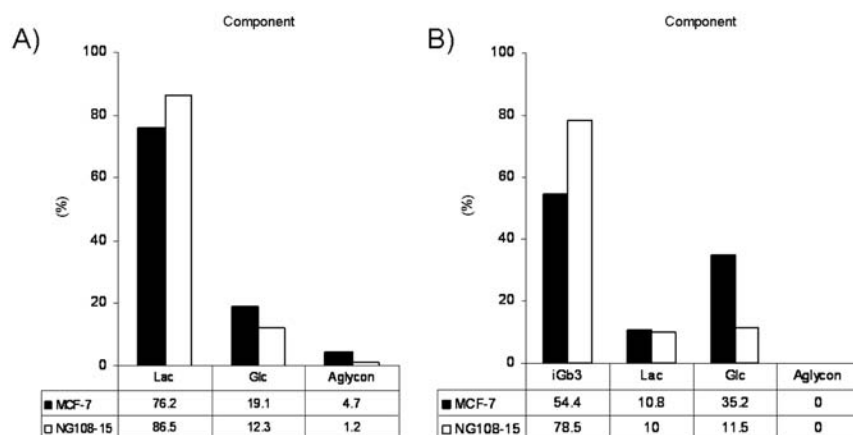 A)
Component
(%)
100
80
60
40
20
0
Lac Glc Aglycon
MCF-7 76.2 19.1 4.7
NG108-15 86.5 12.3 1.2
B)
Component
(%)
100
80
60
40
20
0
iGb3 Lac Glc Aglycon
MCF-7 54.4 10.8 35.2 0
NG108-15 78.5 10 11.5 0